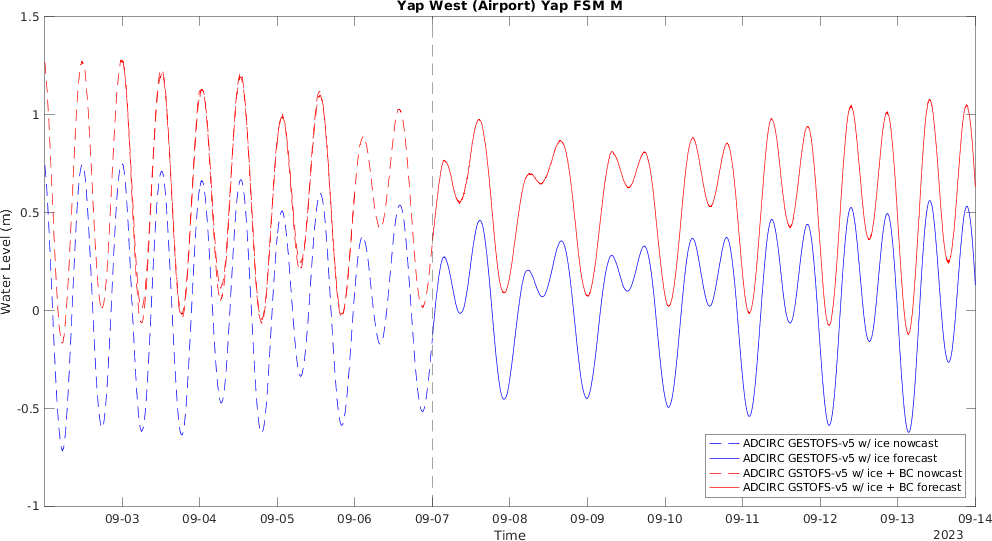 Yap West (Airport) Yap FSM M
1.5
1
0.5
0
-0.5
-1
Water Level (m)
09-03
09-04
09-05
09-06
09-07
09-08
09-09
09-10
09-11
09-12
09-13
09-14
Time
2023
ADCIRC GESTOFS-v5 w/ ice nowcast
ADCIRC GESTOFS-v5 w/ ice forecast
ADCIRC GSTOFS-v5 w/ ice + BC nowcast
ADCIRC GSTOFS-v5 w/ ice + BC forecast